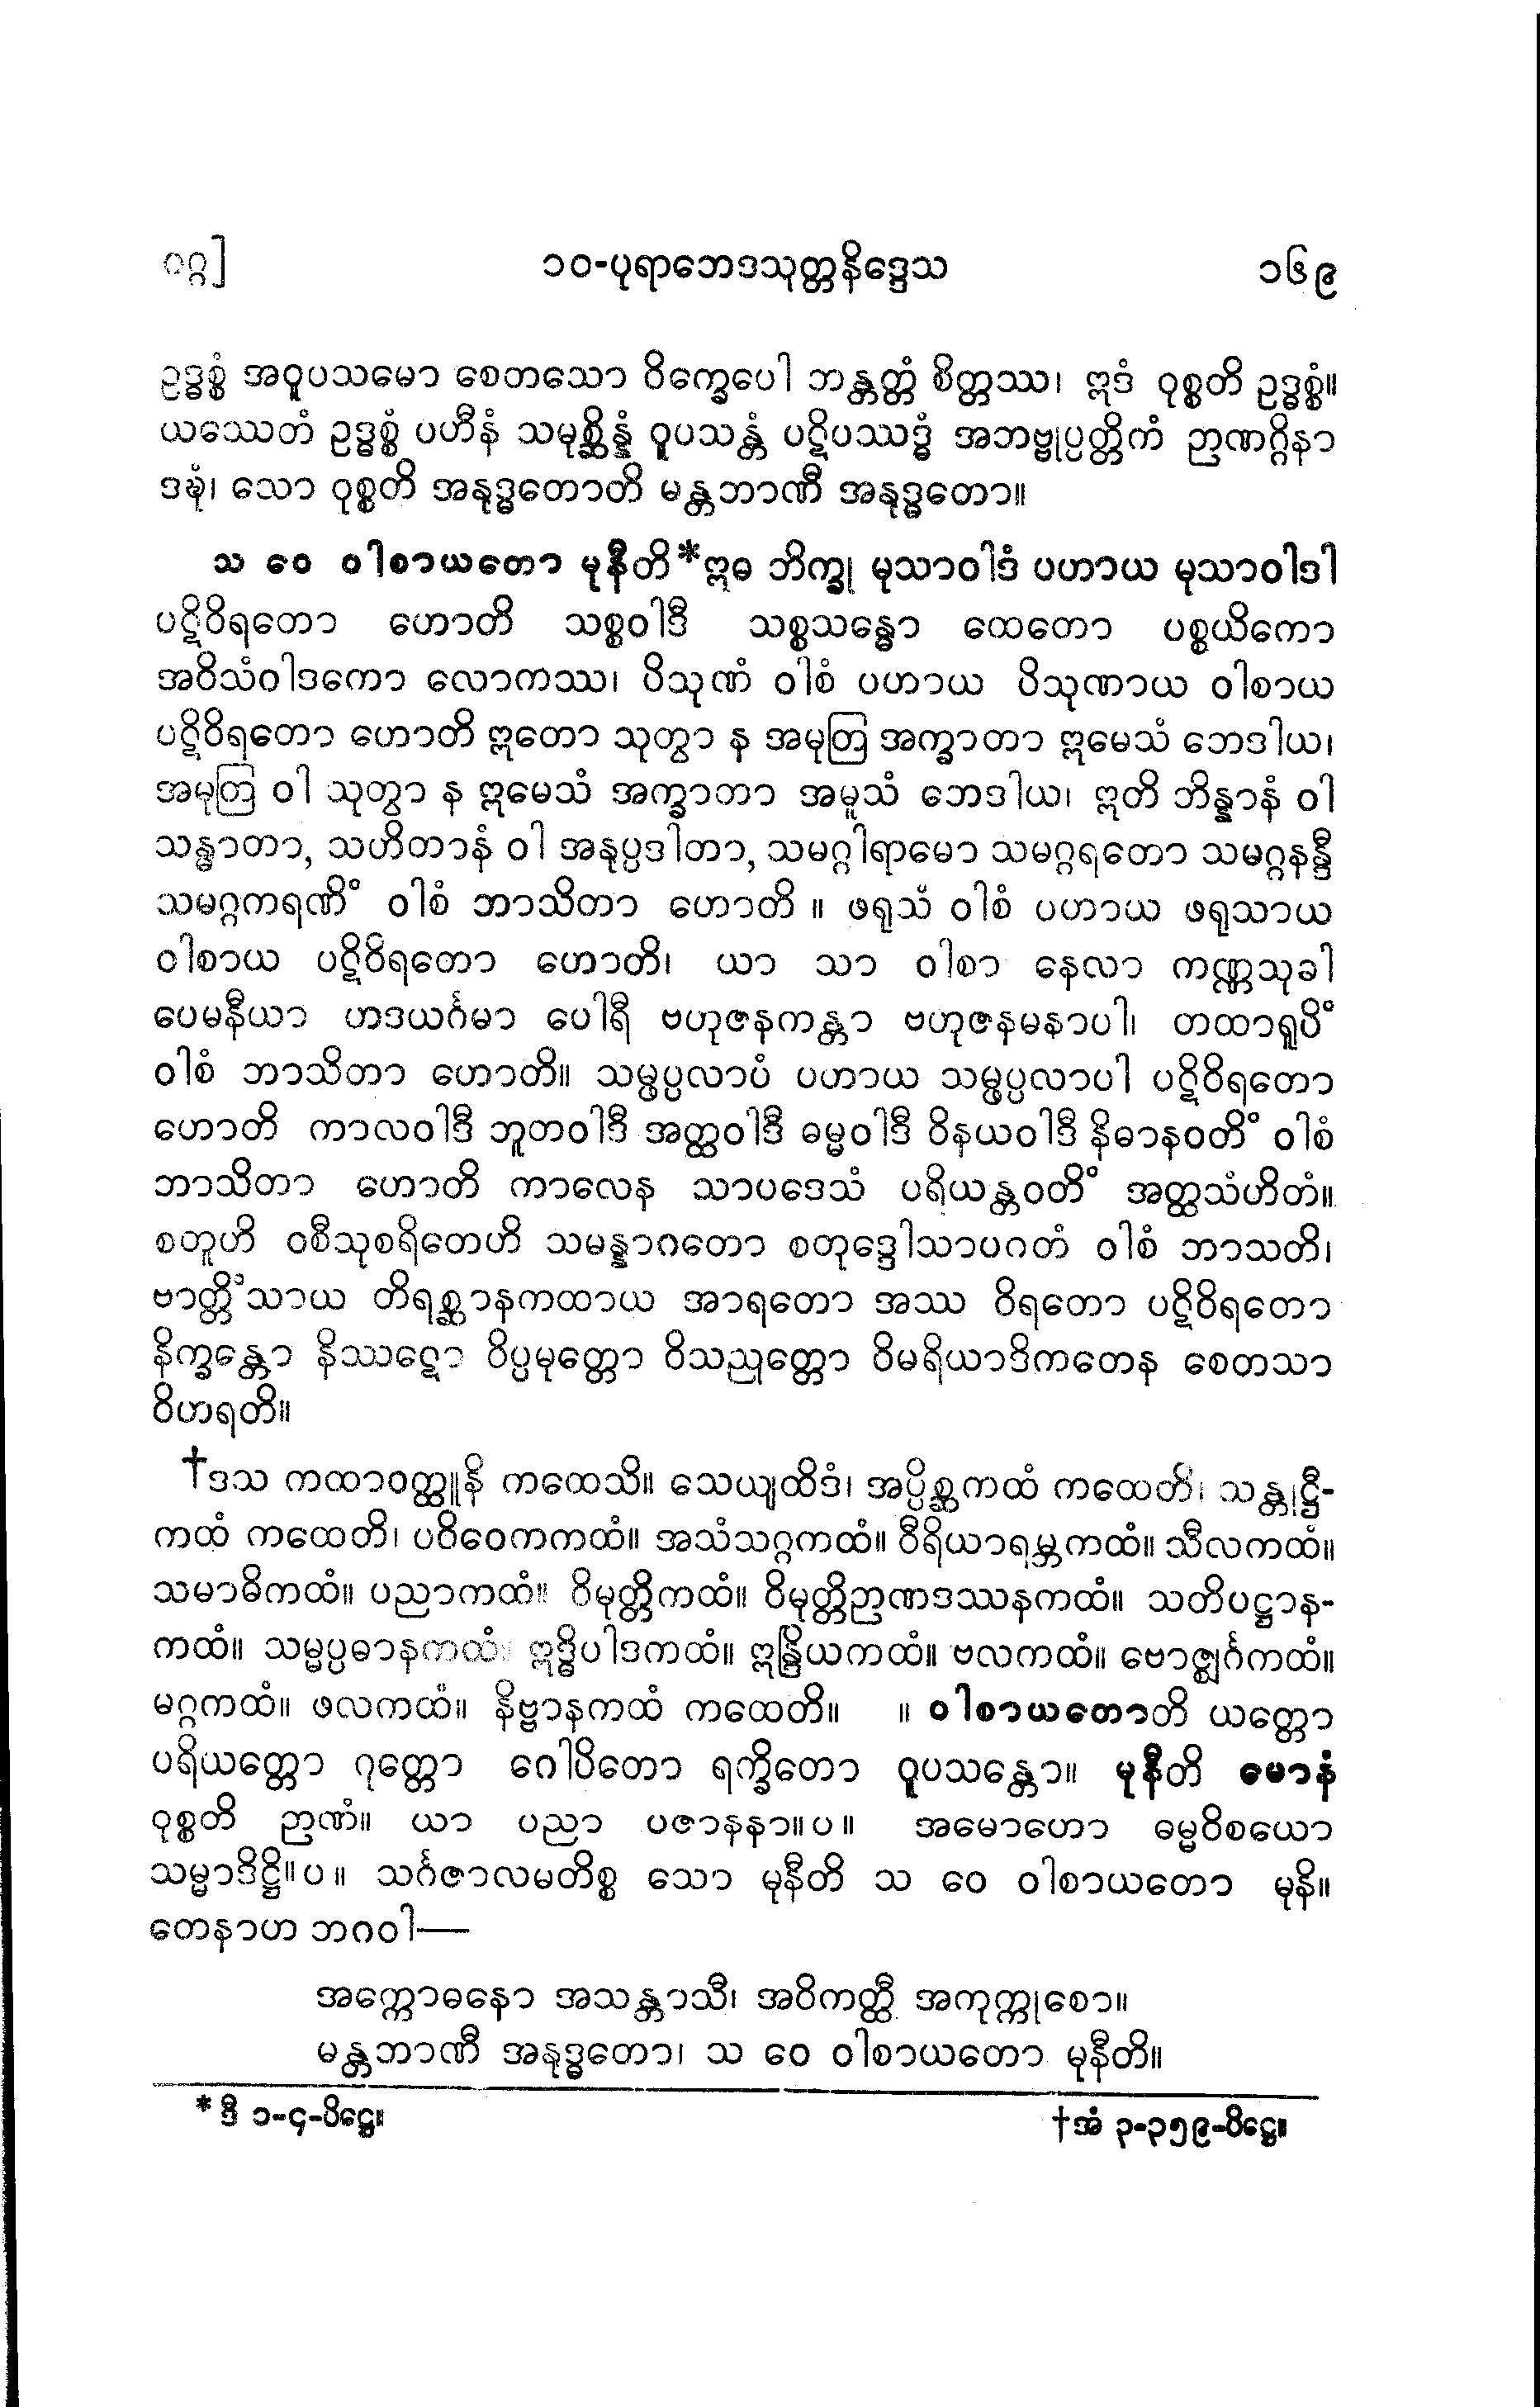 ဝဂ္ဂ]
၁၀-ပုရာဘေဒသုတ္တနိဒ္ဒေသ
၁၆၉
ဥဒ္ဓစ္စံ အဝူပသမော စေတသော ဝိက္ခေပေါ ဘန္တတ္တံ စိတ္တဿ၊ ဣဒံ ဝုစ္စတိ ဥဒ္ဓစ္စံ။
ယဿေတံ ဥဒ္ဓစ္စံ ပဟီနံ သမုစ္ဆိန္နံ ဝူပသန္တံ ပဋိပဿဒ္ဓံ အဘဗ္ဗုပ္ပတ္တိကံ ဉာဏဂ္ဂိနာ
ဒဍ္ဎံ၊ သော ဝုစ္စတိ အနုဒ္ဓတောတိ မန္တဘာဏီ အနုဒ္ဓတော။
သ ဝေ ဝါစာယတော မုနီတိ*ဣဓ ဘိက္ခု မုသာဝါဒံ ပဟာယ မုသာဝါဒါ
ပဋိဝိရတော ဟောတိ သစ္စဝါဒီ သစ္စသန္ဓော ထေတော ပစ္စယိကော
အဝိသံဝါဒကော လောကဿ၊ ပိသုဏံ ဝါစံ ပဟာယ ပိသုဏာယ ဝါစာယ
ပဋိဝိရတော ဟောတိ ဣတော သုတွာ န အမုတြ အက္ခာတာ ဣမေသံ ဘေဒါယ၊
အမုတြ ဝါ သုတွာ န ဣမေသံ အက္ခာတာ အမူသံ ဘေဒါယ၊ ဣတိ ဘိန္နာနံ ဝါ
သန္ဓာတာ, သဟိတာနံ ဝါ အနုပ္ပဒါတာ, သမဂ္ဂါရာမော သမဂ္ဂရတော သမဂ္ဂနန္ဒီ
သမဂ္ဂကရဏိံ ဝါစံ ဘာသိတာ ဟောတိ ။ ဖရုသံ ဝါစံ ပဟာယ ဖရုသာယ
ဝါစာယ ပဋိဝိရတော ဟောတိ၊ ယာ သာ ဝါစာ နေလာ ကဏ္ဏသုခါ
ပေမနီယာ ဟဒယင်္ဂမာ ပေါရီ ဗဟုဇနကန္တာ ဗဟုဇနမနာပါ၊ တထာရူပိံ
ဝါစံ ဘာသိတာ ဟောတိ။ သမ္ဖပ္ပလာပံ ပဟာယ သမ္ဖပ္ပလာပါ ပဋိဝိရတော
ဟောတိ ကာလဝါဒီ ဘူတဝါဒီ အတ္ထဝါဒီ ဓမ္မဝါဒီ ဝိနယဝါဒီ နိဓာနဝတိံ ဝါစံ
ဘာသိတာ ဟောတိ ကာလေန သာပဒေသံ ပရိယန္တဝတိံ အတ္ထသံဟိတံ။
စတူဟိ ဝစီသုစရိတေဟိ သမန္နာဂတော စတုဒ္ဒေါသာပဂတံ ဝါစံ ဘာသတိ၊
ဗာတ္တိံသာယ တိရစ္ဆာနကထာယ အာရတော အဿ ဝိရတော ပဋိဝိရတော
နိက္ခန္တော နိဿဋော ဝိပ္ပမုတ္တော ဝိသညုတ္တော ဝိမရိယာဒိကတေန စေတသာ
ဝိဟရတိ။
†ဒသ ကထာဝတ္ထူနိ ကထေသိ။ သေယျထိဒံ၊ အပ္ပိစ္ဆကထံ ကထေတိ၊ သန္တုဋ္ဌီ-
ကထံ ကထေတိ၊ ပဝိဝေကကထံ။ အသံသဂ္ဂကထံ။ ဝီရိယာရမ္ဘကထံ။ သီလကထံ။
သမာဓိကထံ။ ပညာကထံ။ ဝိမုတ္တိကထံ။ ဝိမုတ္တိဉာဏဒဿနကထံ။ သတိပဋ္ဌာန-
ကထံ။ သမ္မပ္ပဓာနကထံ။ ဣဒ္ဓိပါဒကထံ။ ဣန္ဒြိယကထံ။ ဗလကထံ။ ဗောဇ္ဈင်္ဂကထံ။
မဂ္ဂကထံ။ ဖလကထံ။ နိဗ္ဗာနကထံ ကထေတိ။ ။ ဝါစာယတောတိ ယတ္တော
ပရိယတ္တော ဂုတ္တော ဂေါပိတော ရက္ခိတော ဝူပသန္တော။ မုနီတိ မောနံ
ဝုစ္စတိ ဉာဏံ။ ယာ ပညာ ပဇာနနာ။ပ။ အမောဟော ဓမ္မဝိစယော
သမ္မာဒိဋ္ဌိ။ပ။ သင်္ဂဇာလမတိစ္စ သော မုနီတိ သ ဝေ ဝါစာယတော မုနိ။
တေနာဟ ဘဂဝါ—
အက္ကောဓနော အသန္တာသီ၊ အဝိကတ္ထီ အကုက္ကုစော။
မန္တဘာဏီ အနုဒ္ဓတော၊ သ ဝေ ဝါစာယတော မုနီတိ။
* ဒီ ၁-၄-ပိဋ္ဌေ။
†အံ ၃-၃၅၉-ပိဋ္ဌေ။